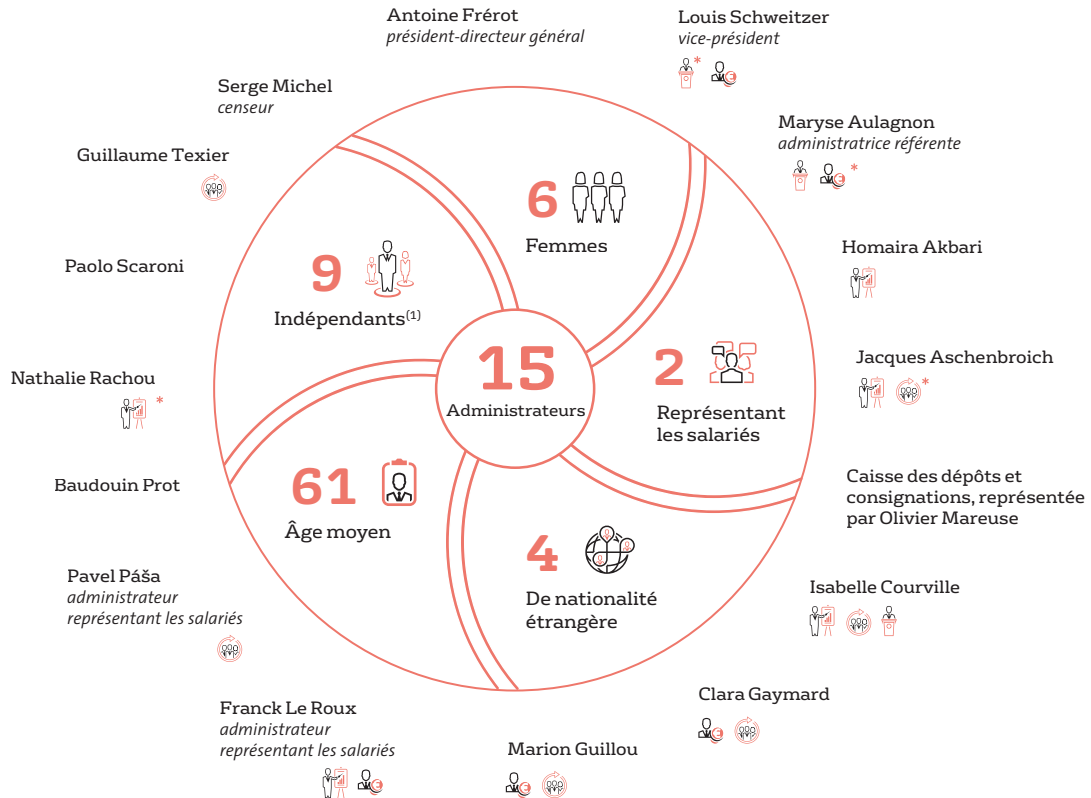 Antoine Frérot
président-directeur général
Louis Schweitzer
vice-président
*
Serge Michel
censeur
Maryse Aulagnon
administratrice référente
*
Guillaume Texier
6
Femmes
Homaira Akbari
Paolo Scaroni
9
Indépendants(1)
15
Administrateurs
2
Représentant
les salariés
Jacques Aschenbroich
*
Nathalie Rachou
*
Baudouin Prot
61
Âge moyen
Caisse des dépôts et
consignations, représentée
par Olivier Mareuse
4
De nationalité
étrangère
Pavel Páša
administrateur
représentant les salariés
Isabelle Courville
Franck Le Roux
administrateur
représentant les salariés
Marion Guillou
Clara Gaymard